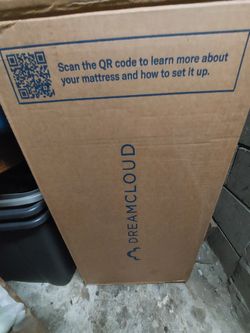 Scan the QR code to learn more about
your mattress and how to set it up.
DREAMCLOUD